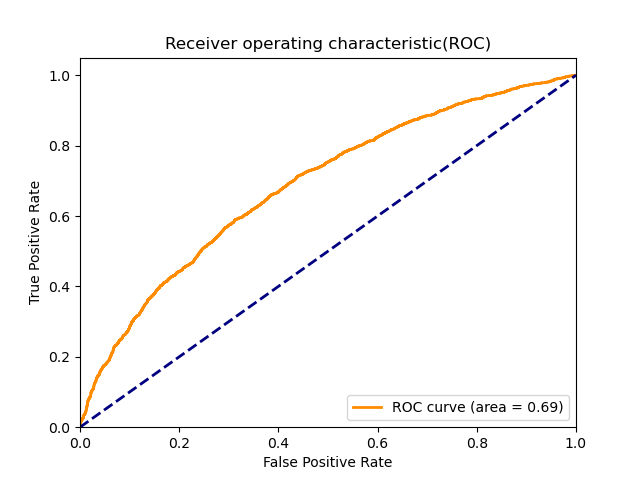 Receiver operating characteristic(ROC)
True Positive Rate
1.0
0.8
0.6
0.4
0.2
0.0
ROC curve (area = 0.69)
0.0 0.2 0.4 0.6 0.8 1.0
False Positive Rate